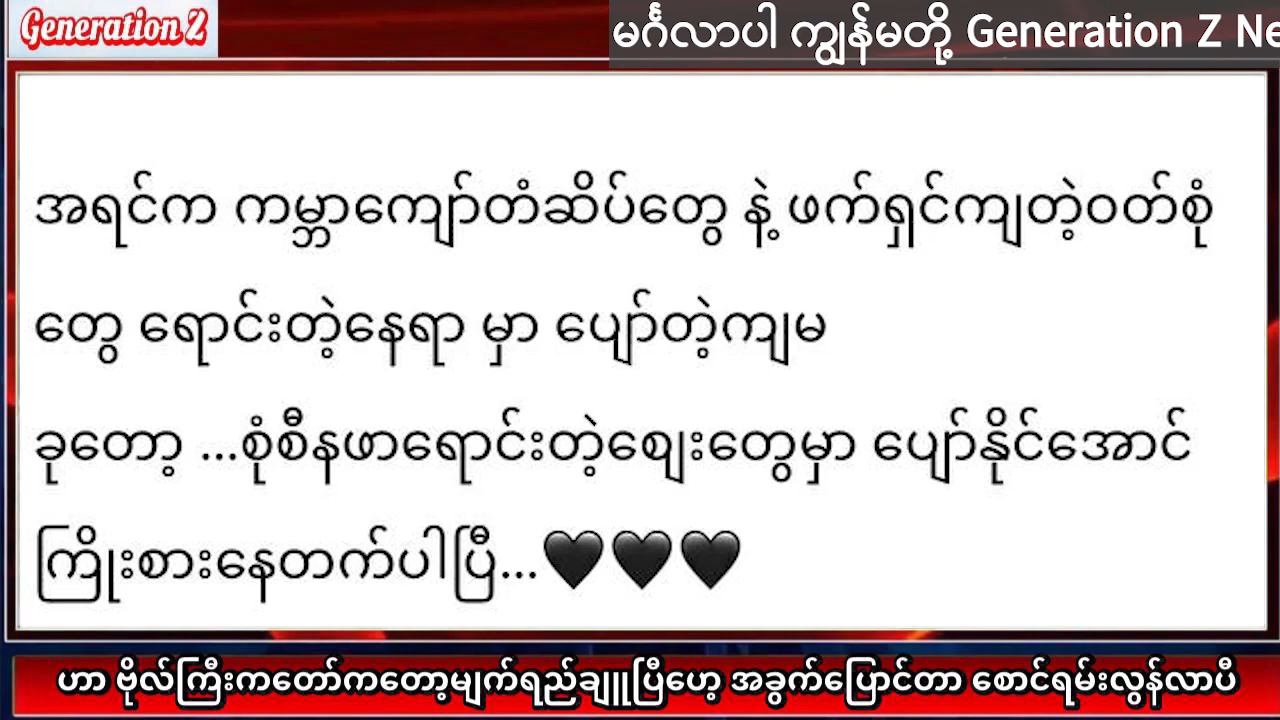 Generation Z
မင်္ဂလာပါ ကျွန်မတို့ Generation Z Ne
အရင်က ကမ္ဘာကျော်တံဆိပ်တွေ နဲ့ ဖက်ရှင်ကျတဲ့ဝတ်စုံ
တွေ ရောင်းတဲ့နေရာ မှာ ပျော်တဲ့ကျမ
ခုတော့ ...စုံစီနဖာရောင်းတဲ့ဈေးတွေမှာ ပျော်နိုင်အောင်
ကြိုးစားနေတက်ပါပြီ...🖤🖤🖤
ဟာ ဗိုလ်ကြီးကတော်ကတော့မျက်ရည်ချူပြီဟေ့ အခွက်ပြောင်တာ စောင်ရမ်းလွန်လာပီ